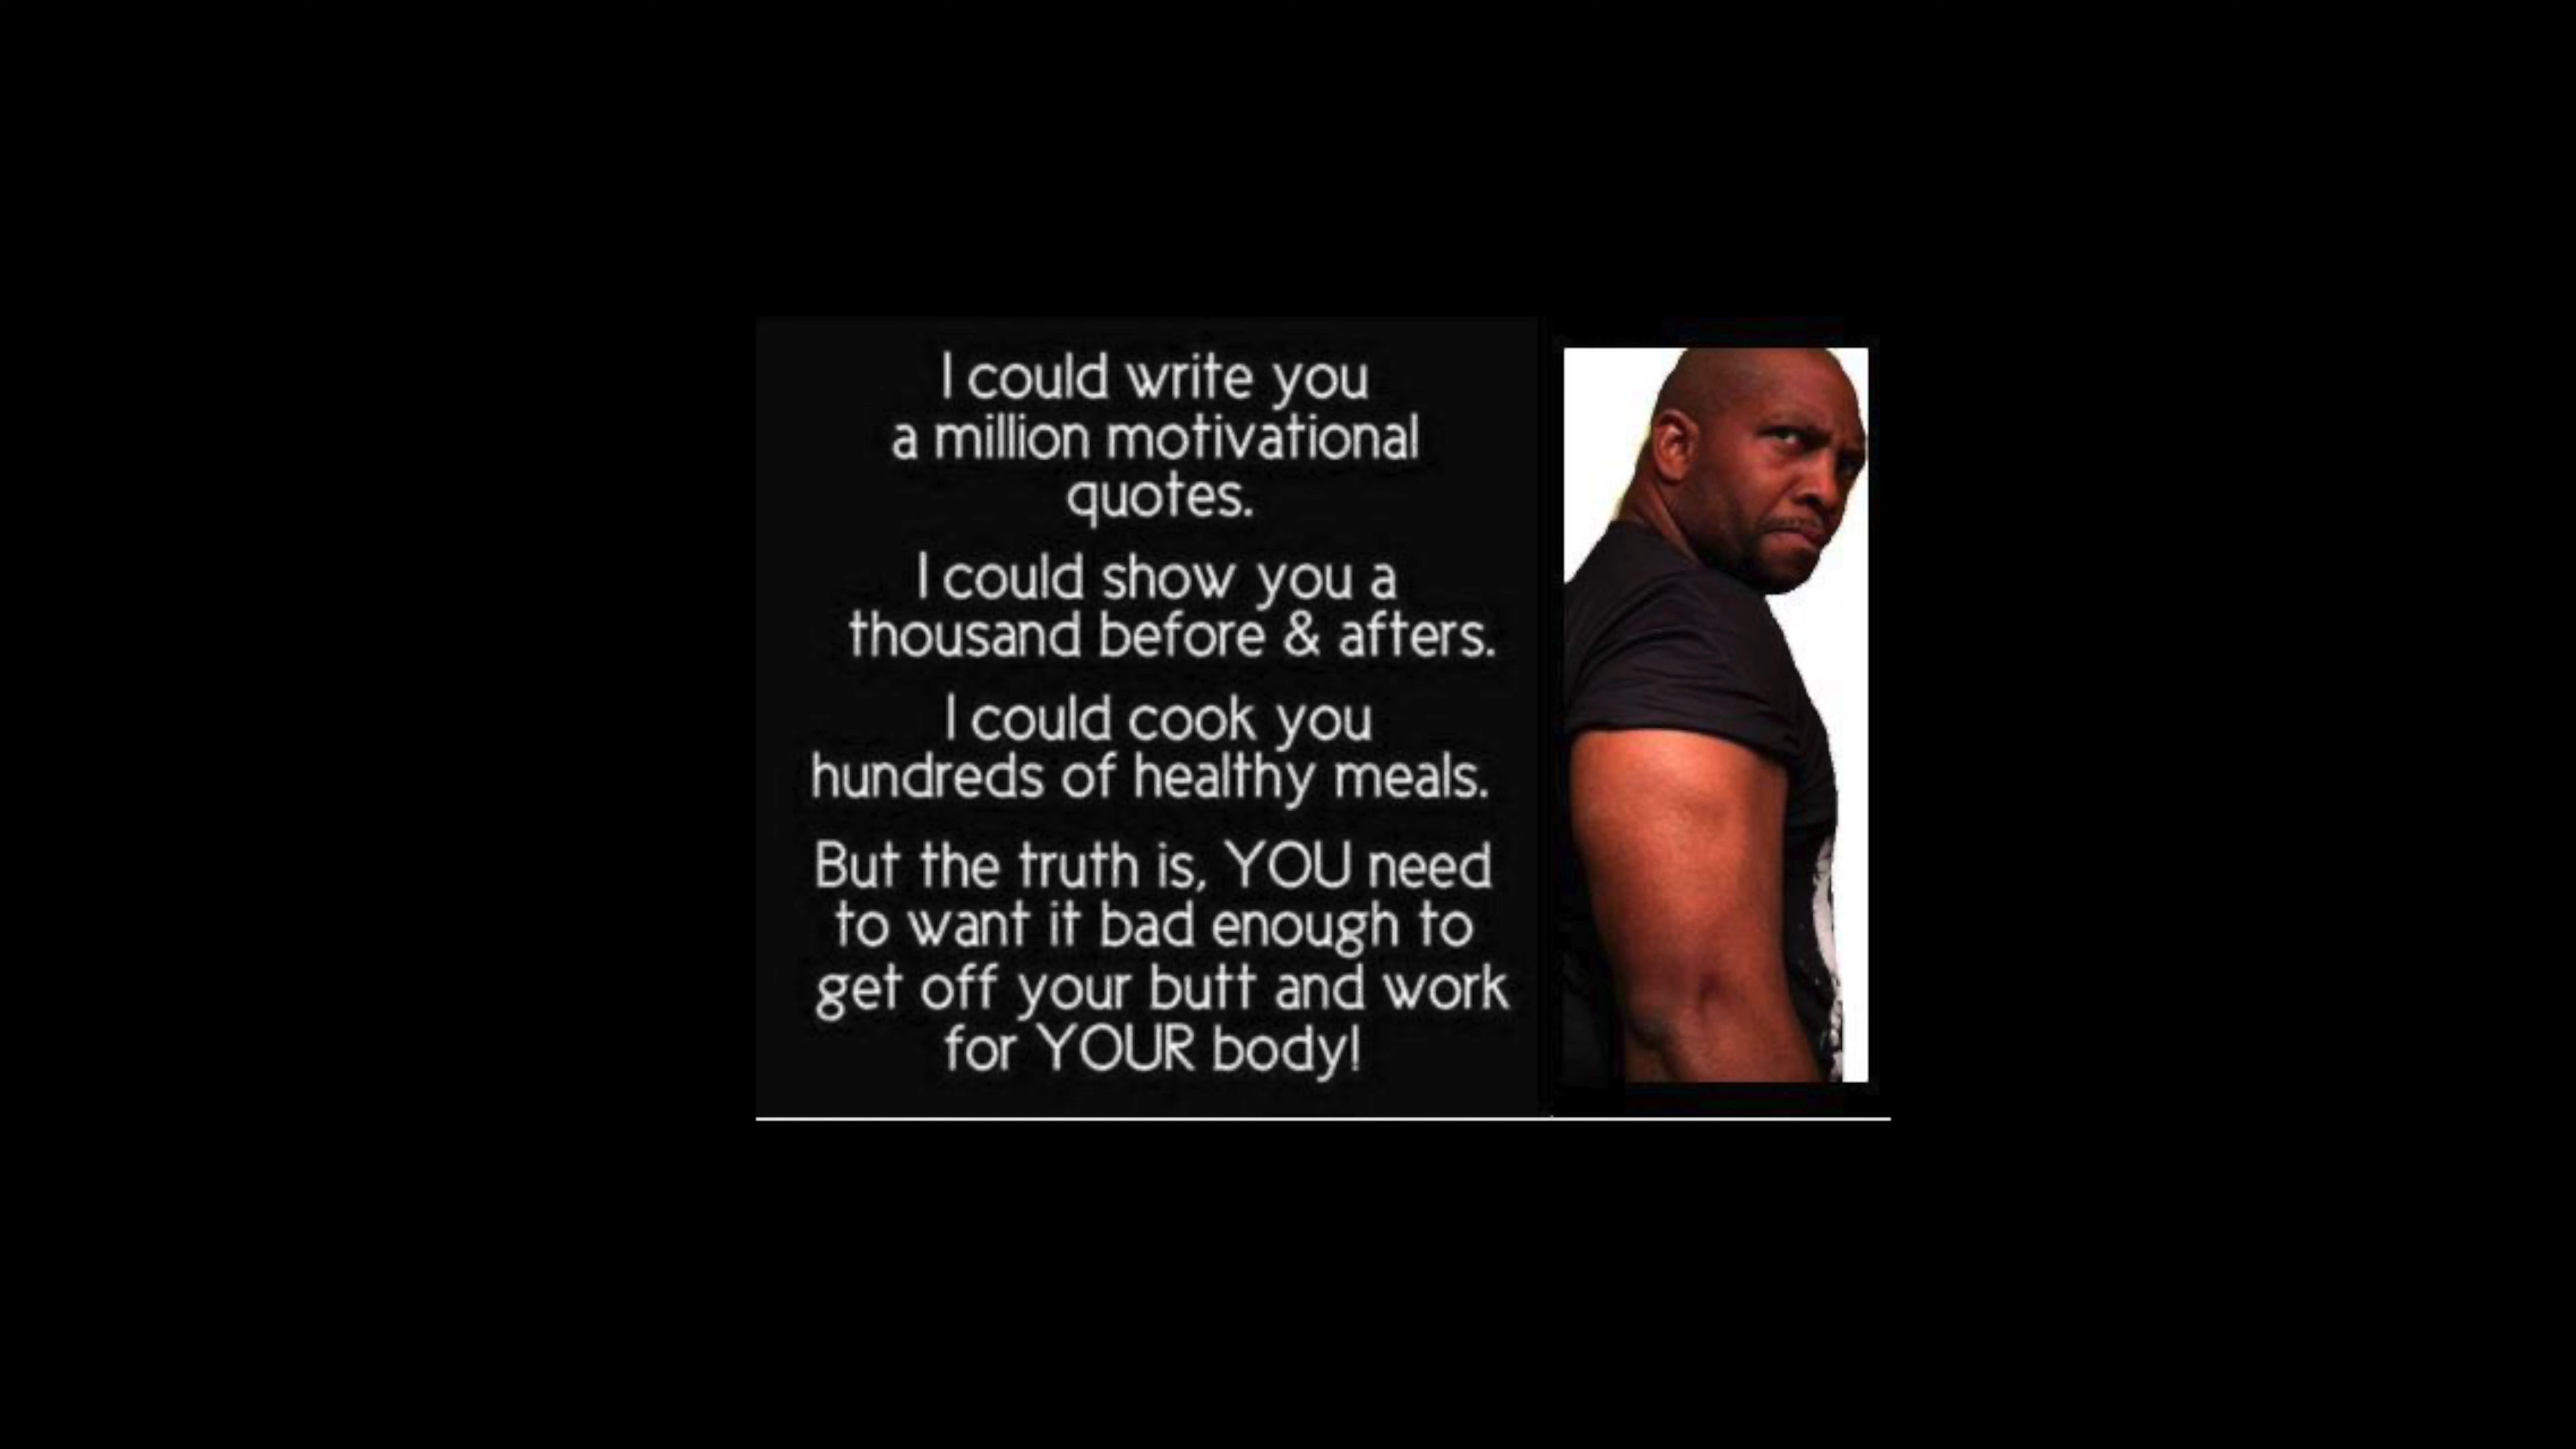 I could write you
a million motivational
quotes.
I could show you a
thousand before & afters.
I could cook you
hundreds of healthy meals.
But the truth is, YOU need
to want it bad enough to
get off your butt and work
for YOUR body!